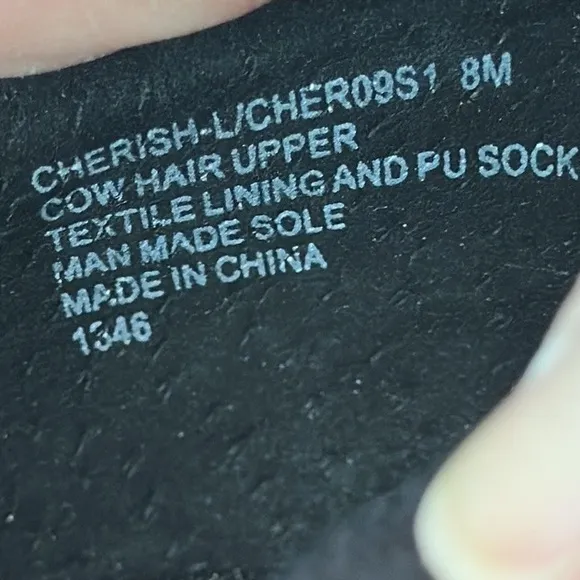 CHERISH-L/CHER09S1 8M
COW HAIR UPPER
TEXTILE LINING AND PU SOCK
MAN MADE SOLE
MADE IN CHINA
1346